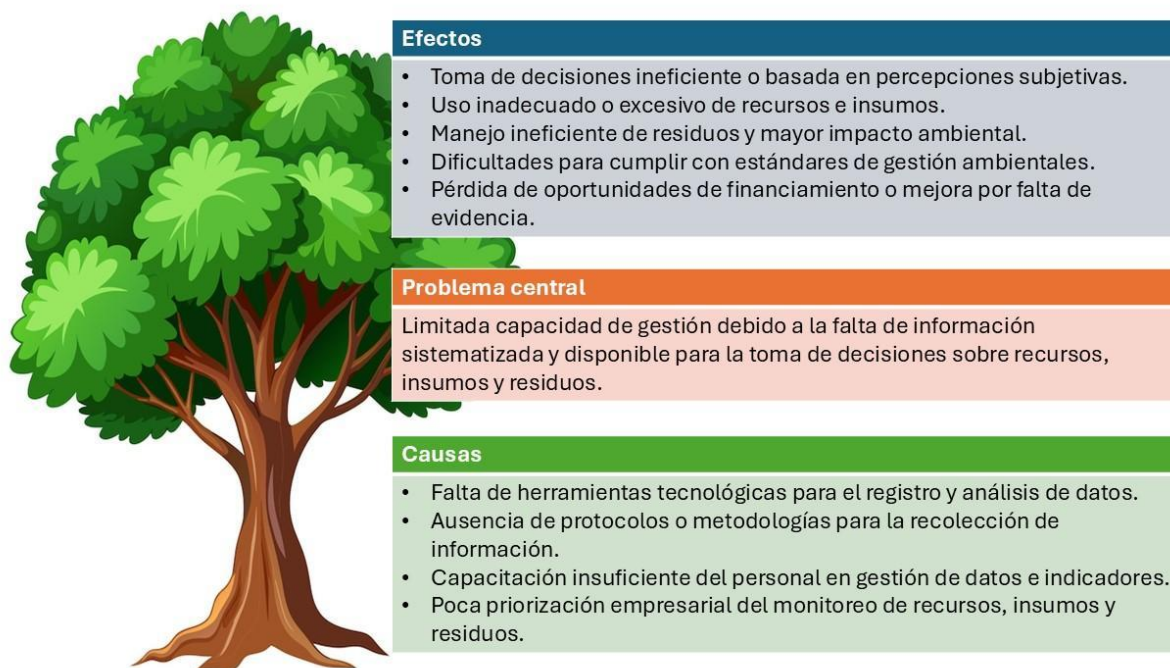 Efectos
• Toma de decisiones ineficiente o basada en percepciones subjetivas.
• Uso inadecuado o excesivo de recursos e insumos.
• Manejo ineficiente de residuos y mayor impacto ambiental.
• Dificultades para cumplir con estándares de gestión ambientales.
• Pérdida de oportunidades de financiamiento o mejora por falta de
evidencia.
Problema central
Limitada capacidad de gestión debido a la falta de información
sistematizada y disponible para la toma de decisiones sobre recursos,
insumos y residuos.
Causas
• Falta de herramientas tecnológicas para el registro y análisis de datos.
• Ausencia de protocolos o metodologías para la recolección de
información.
• Capacitación insuficiente del personal en gestión de datos e indicadores.
• Poca priorización empresarial del monitoreo de recursos, insumos y
residuos.